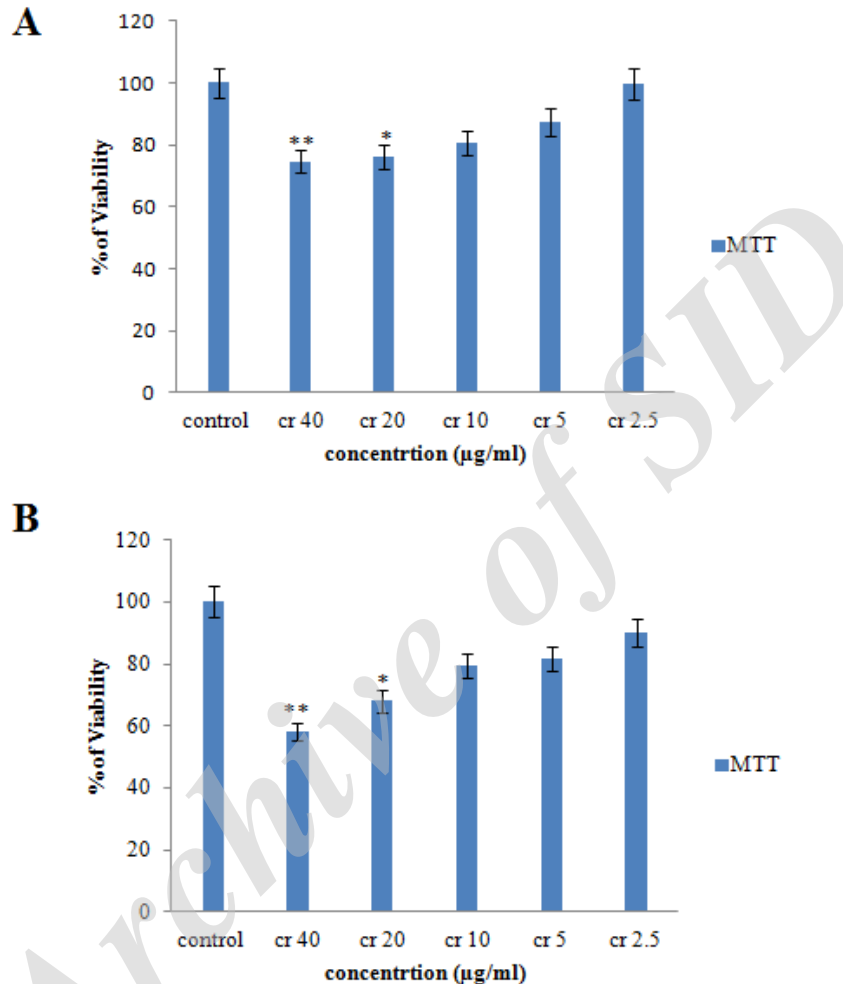 A
120
100
80
60
40
20
0
% of Viability
**
*
MTT
control cr 40 cr 20 cr 10 cr 5 cr 2.5
concentrtion (µg/ml)
B
120
100
80
60
40
20
0
% of Viability
**
*
MTT
control cr 40 cr 20 cr 10 cr 5 cr 2.5
concentrtion (µg/ml)
Archive of SID